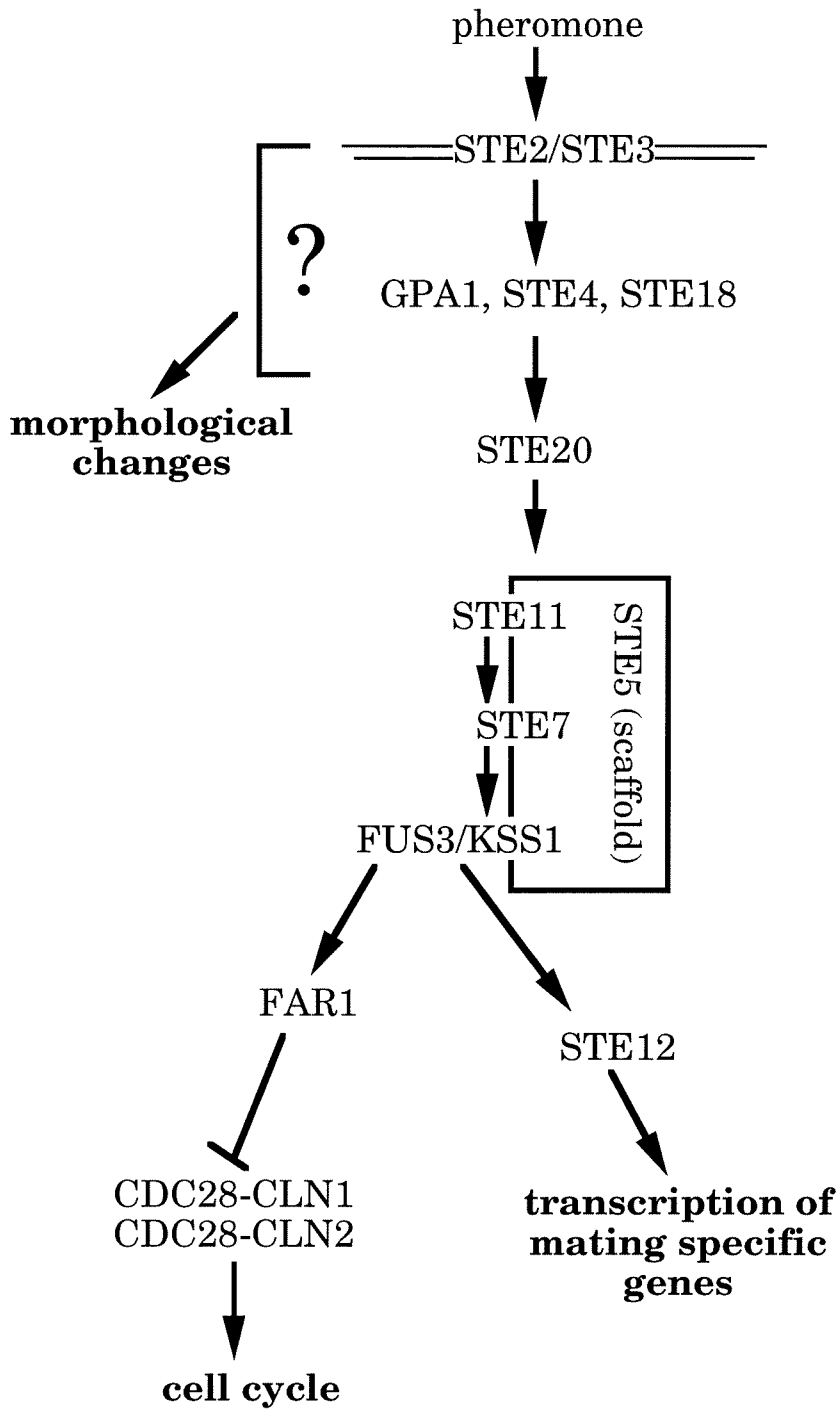 pheromone
STE2/STE3
?
GPA1, STE4, STE18
morphological
changes
STE20
STE11
STE5 (scaffold)
STE7
FUS3/KSS1
FAR1
STE12
CDC28-CLN1
CDC28-CLN2
transcription of
mating specific
genes
cell cycle